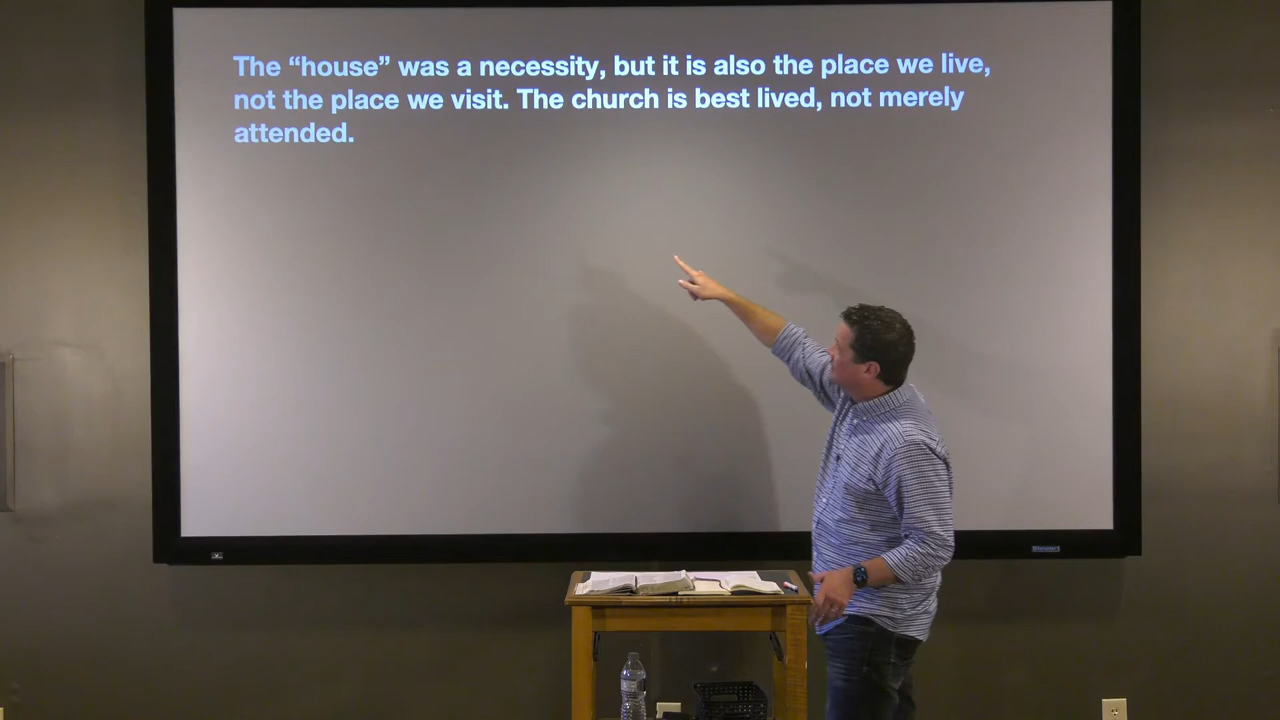 The “house” was a necessity, but it is also the place we live,
not the place we visit. The church is best lived, not merely
attended.